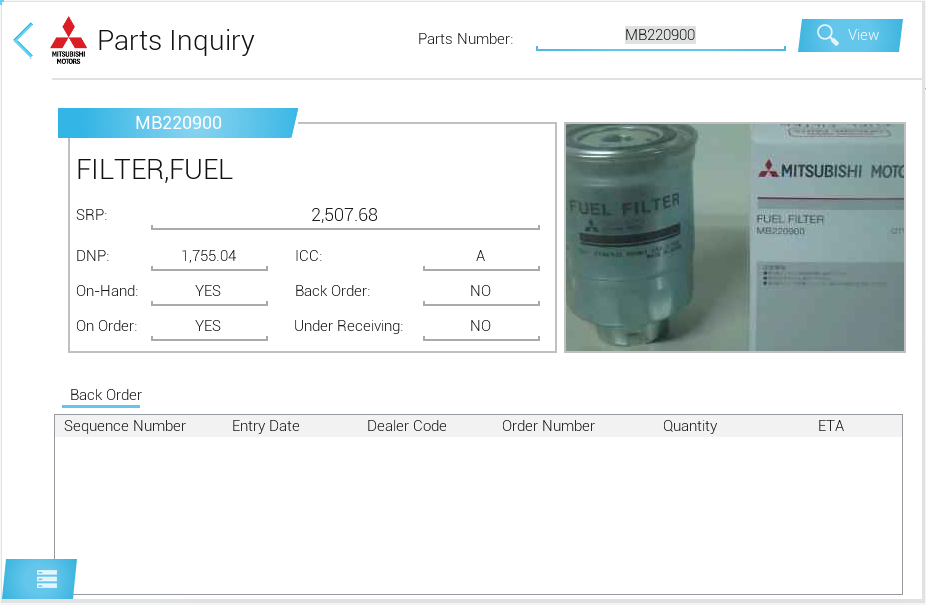 MITSUBISHI
MOTORS
Parts Inquiry
Parts Number:
MB220900
View
MB220900
FILTER,FUEL
SRP:
2,507.68
DNP:
1,755.04
ICC:
A
On-Hand:
YES
Back Order:
NO
On Order:
YES
Under Receiving:
NO
FUEL FILTER
MITSUBISHI MOTO
FUEL FILTER
MB220900
Back Order
Sequence Number
Entry Date
Dealer Code
Order Number
Quantity
ETA